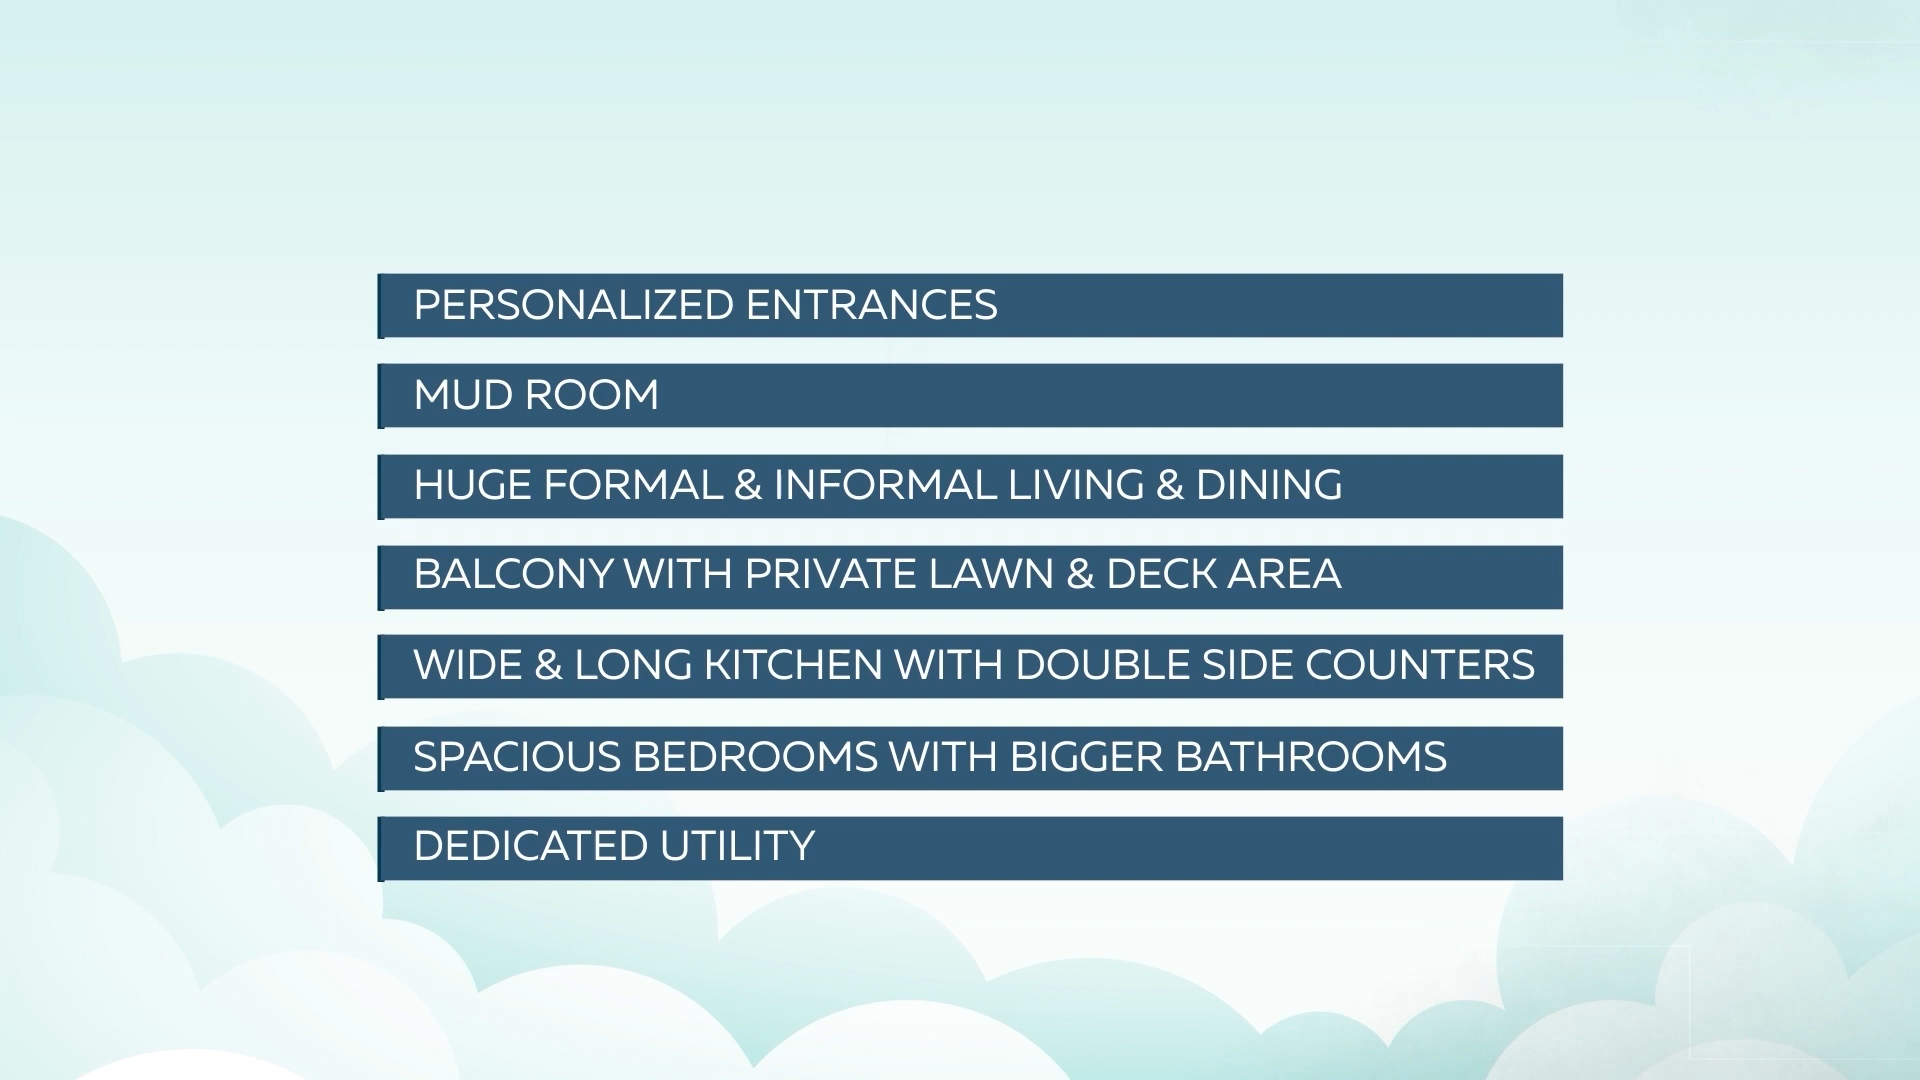 PERSONALIZED ENTRANCES
MUD ROOM
HUGE FORMAL & INFORMAL LIVING & DINING
BALCONY WITH PRIVATE LAWN & DECK AREA
WIDE & LONG KITCHEN WITH DOUBLE SIDE COUNTERS
SPACIOUS BEDROOMS WITH BIGGER BATHROOMS
DEDICATED UTILITY